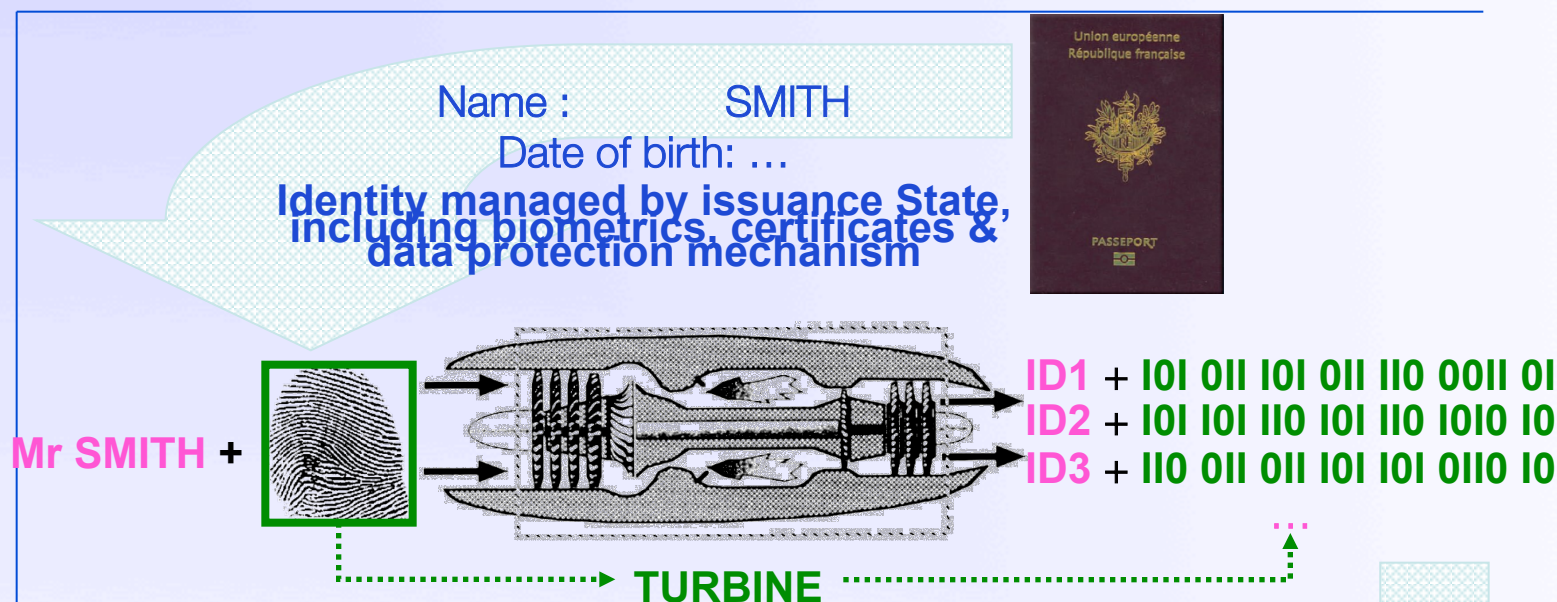 Union européenne
République française
Name : SMITH
Date of birth: ...
Identity managed by issuance State,
including biometrics, certificates &
data protection mechanism
PASSEPORT
Mr SMITH +
ID1 + I0I 0II I0I 0II II0 00II 0I
ID2 + I0I I0I II0 I0I II0 I0I0 I0
ID3 + II0 0II 0II I0I I0I 0II0 I0
...
TURBINE